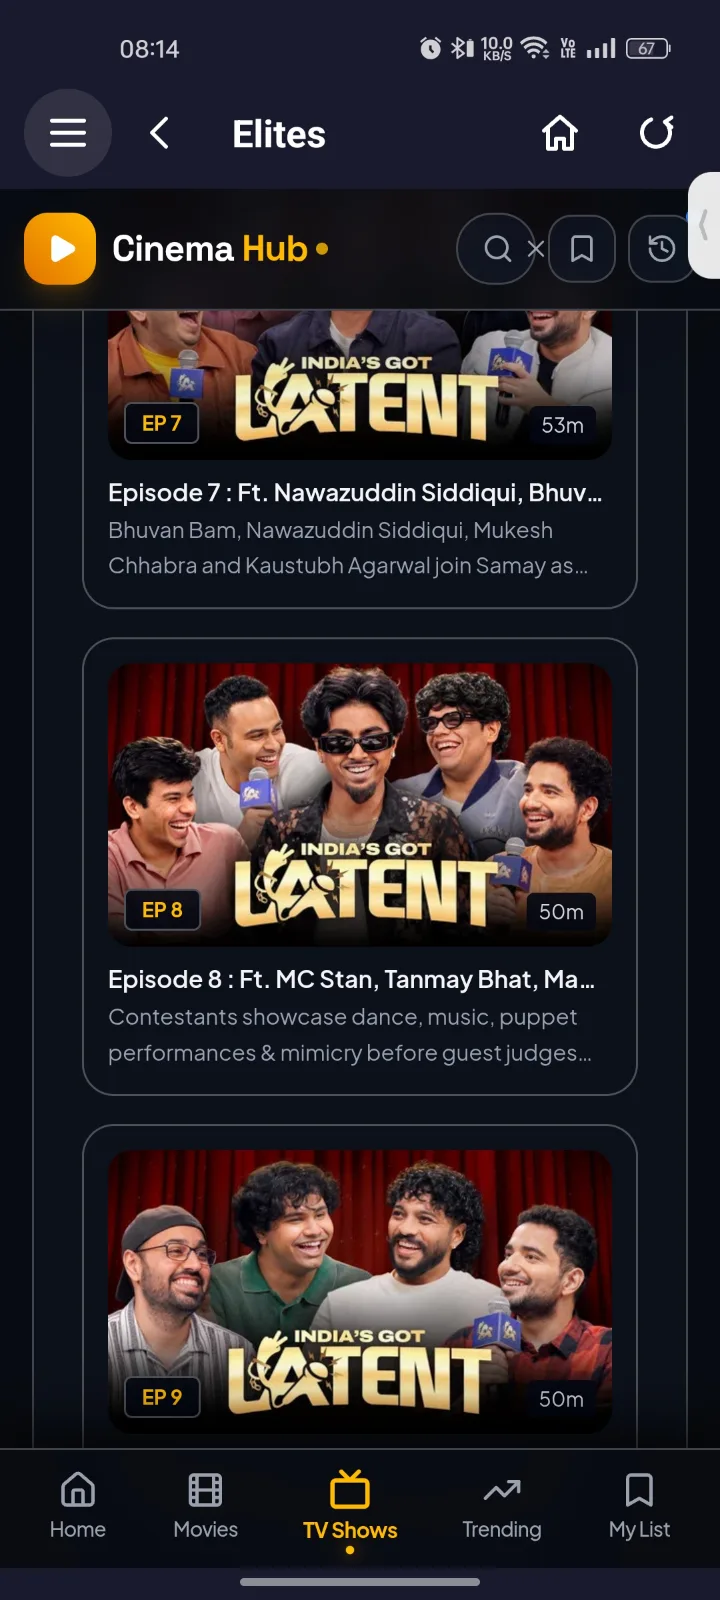 08:14
10.0
KB/S
Vo
LTE
67
Elites
Cinema Hub
INDIA'S GOT
LATENT
EP 7
53m
Episode 7 : Ft. Nawazuddin Siddiqui, Bhuv...
Bhuvan Bam, Nawazuddin Siddiqui, Mukesh
Chhabra and Kaustubh Agarwal join Samay as...
INDIA'S GOT
LATENT
EP 8
50m
Episode 8 : Ft. MC Stan, Tanmay Bhat, Ma...
Contestants showcase dance, music, puppet
performances & mimicry before guest judges...
INDIA'S GOT
LATENT
EP 9
50m
Home
Movies
TV Shows
Trending
My List